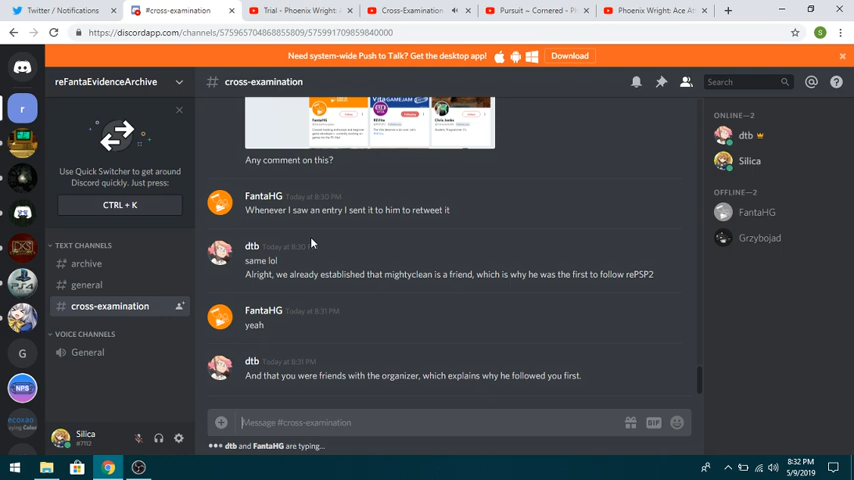 Twitter / Notifications
#cross-examination
Trial - Phoenix Wright: A
Cross-Examination
Pursuit ~ Cornered - Ph
Phoenix Wright: Ace At
https://discordapp.com/channels/575965704868855809/575991709859840000
Need system-wide Push to Talk? Get the desktop app!
Download
reFantaEvidenceArchive
# cross-examination
Search
FantaHG
Vita GAMEJAM
Any comment on this?
FantaHG Today at 8:30 PM
Whenever I saw an entry I sent it to him to retweet it
dtb Today at 8:30
same lol
Alright, we already established that mightyclean is a friend, which is why he was the first to follow rePSP2
FantaHG Today at 8:31 PM
yeah
dtb Today at 8:31 PM
And that you were friends with the organizer, which explains why he followed you first.
Message #cross-examination
GIF
dtb and FantaHG are typing...
Use Quick Switcher to get around
Discord quickly. Just press:
CTRL + K
TEXT CHANNELS
# archive
# general
# cross-examination
VOICE CHANNELS
General
Silica
#7112
ONLINE—2
dtb
Silica
OFFLINE—2
FantaHG
Grzybojad
r
G
NPS
S
8:32 PM
5/9/2019